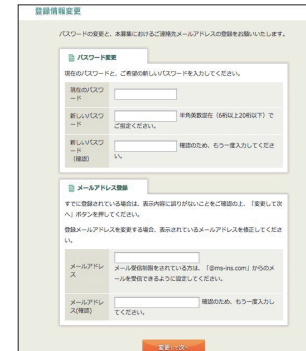 登録情報変更
パスワードの変更と、本募集におけるご連絡先メールアドレスの登録をお願いいたします。
パスワード変更
現在のパスワードと、ご希望の新しいパスワードを入力してください。
現在のパスワ
ード
新しいパスワ
ード
半角英数混在（6桁以上20桁以下）で
ご指定ください。
新しいパスワ
ード
（確認）
確認のため、もう一度入力してくださ
い。
メールアドレス登録
すでに登録されている場合は、表示内容に誤りがないことをご確認の上、「変更して次
へ」ボタンを押してください。
登録メールアドレスを変更する場合、表示されているメールアドレスを修正してくださ
い。
メールアドレ
ス
メール受信制限をされている方は、「@ms-ins.com」からのメ
ールを受信できるように設定してください。
メールアドレ
ス(確認)
確認のため、もう一度入力し
てください。
変更して次へ